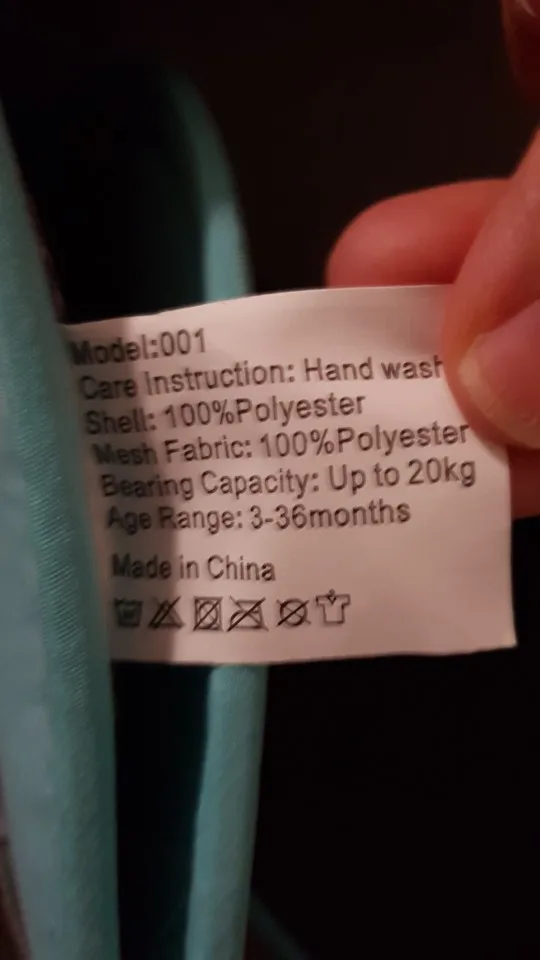 Model:001
Care Instruction: Hand wash
Shell: 100%Polyester
Mesh Fabric: 100%Polyester
Bearing Capacity: Up to 20kg
Age Range: 3-36months
Made in China